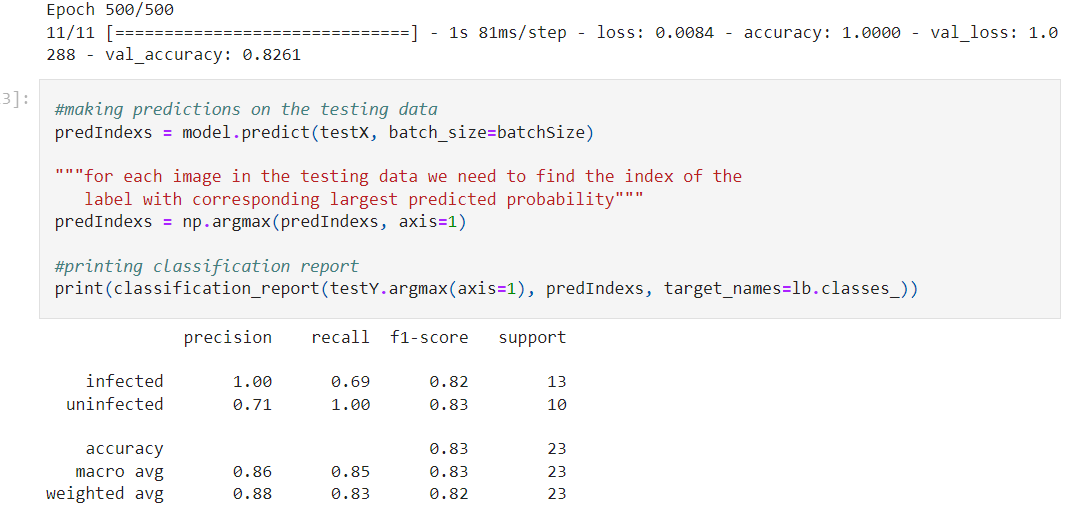 Epoch 500/500
11/11 [==============================] - 1s 81ms/step - loss: 0.0084 - accuracy: 1.0000 - val_loss: 1.0
288 - val_accuracy: 0.8261
3]:
#making predictions on the testing data
predIndexs = model.predict(testX, batch_size=batchSize)
"""for each image in the testing data we need to find the index of the
label with corresponding largest predicted probability"""
predIndexs = np.argmax(predIndexs, axis=1)
#printing classification report
print(classification_report(testY.argmax(axis=1), predIndexs, target_names=lb.classes_))
precision recall f1-score support
infected 1.00 0.69 0.82 13
uninfected 0.71 1.00 0.83 10
accuracy 0.83 23
macro avg 0.86 0.85 0.83 23
weighted avg 0.88 0.83 0.82 23